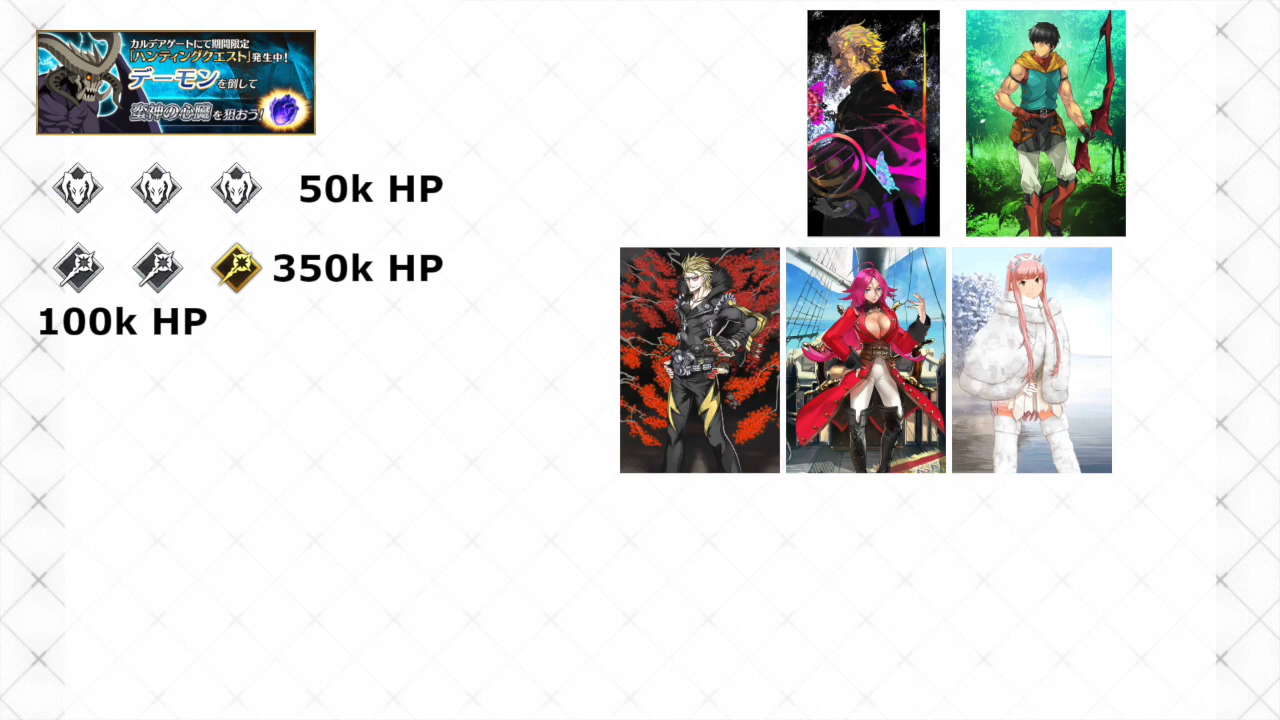 カルデアゲートにて期間限定
「ハンティングクエスト」発生中!
デーモンを倒して
蛮神の心臓を狙おう!
50k HP
350k HP
100k HP